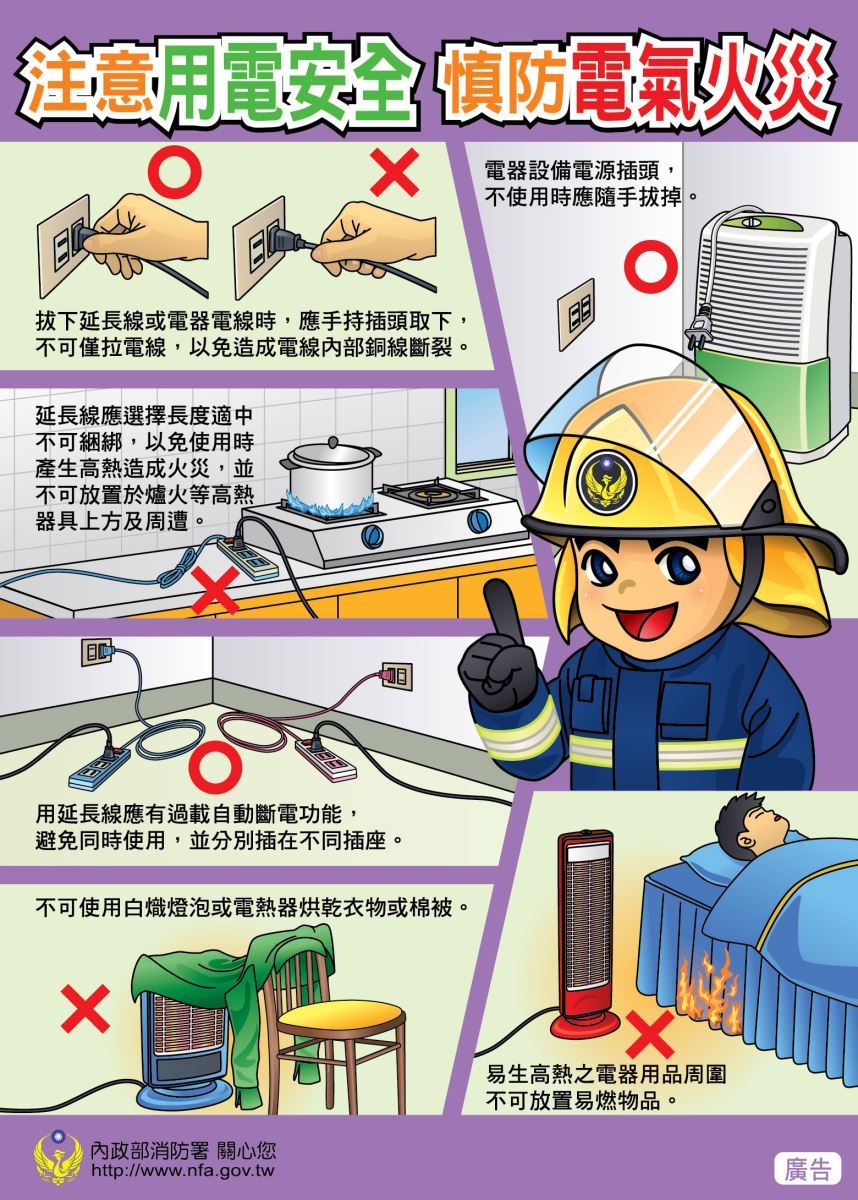 注意用電安全 慎防電氣火災
拔下延長線或電器電線時，應手持插頭取下，
不可僅拉電線，以免造成電線內部銅線斷裂。
電器設備電源插頭，
不使用時應隨手拔掉。
延長線應選擇長度適中
不可綑綁，以免使用時
產生高熱造成火災，並
不可放置於爐火等高熱
器具上方及周遭。
用延長線應有過載自動斷電功能，
避免同時使用，並分別插在不同插座。
不可使用白熾燈泡或電熱器烘乾衣物或棉被。
易生高熱之電器用品周圍
不可放置易燃物品。
內政部消防署 關心您
http://www.nfa.gov.tw
廣告